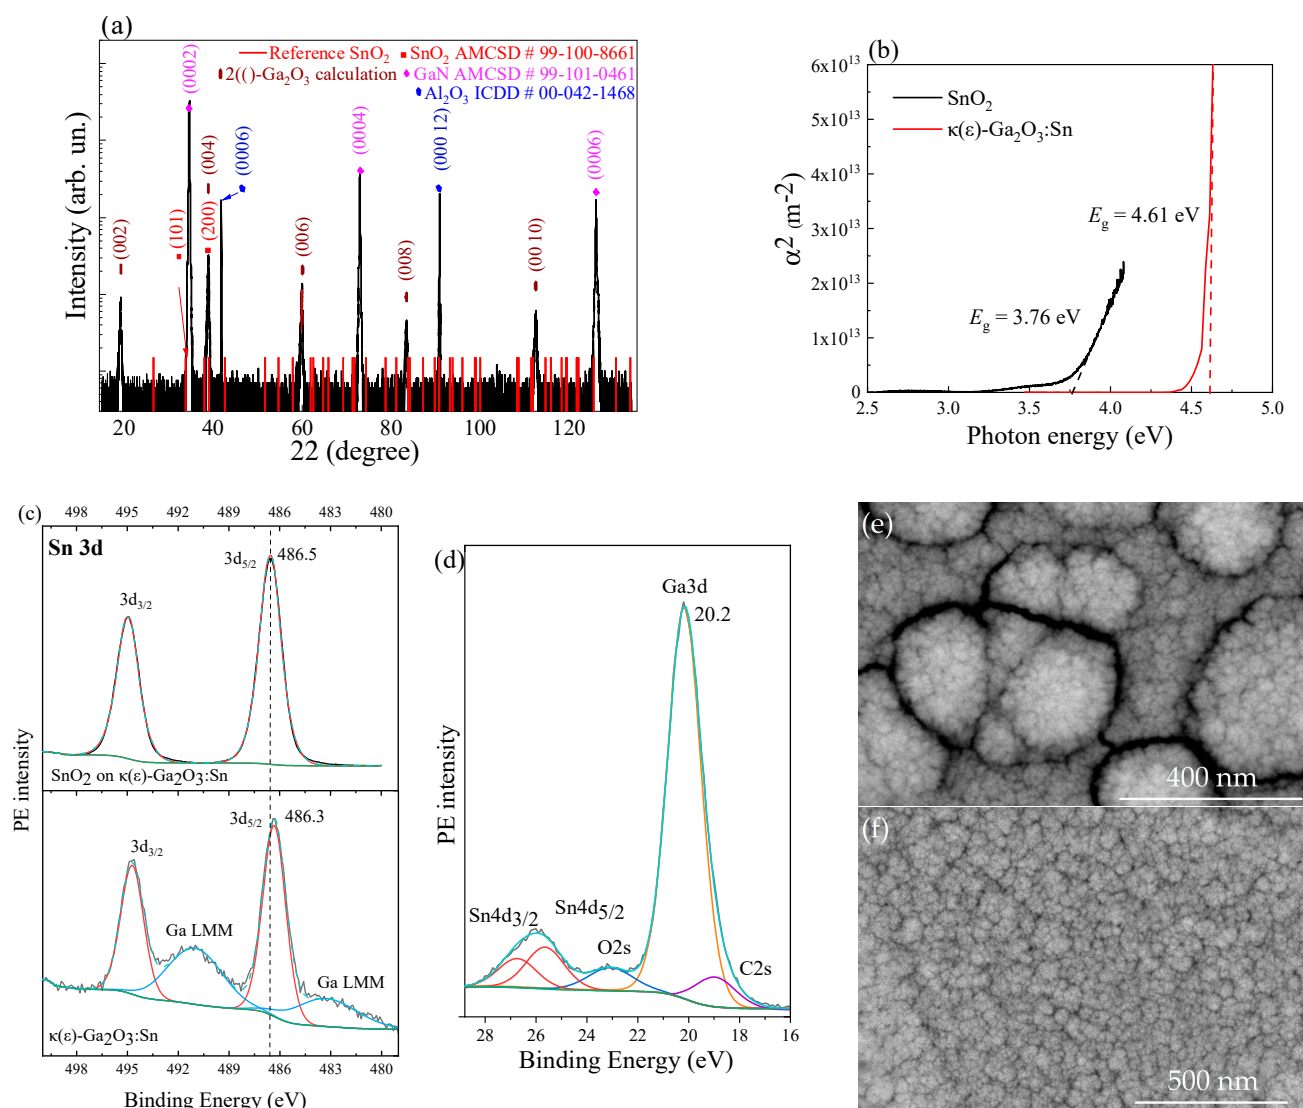 (a)
Reference SnO2 SnO2 AMCSD # 99-100-8661
2(()-Ga2O3 calculation GaN AMCSD # 99-101-0461
Al2O3 ICDD # 00-042-1468
(002)
(101)
(0002)
(200)
(004)
(0006)
(006)
(0004)
(008)
(000 12)
(00 10)
(0006)
Intensity (arb. un.)
20 40 60 80 100 120
22 (degree)
(b)
6x10^13
5x10^13
4x10^13
3x10^13
2x10^13
1x10^13
0
SnO2
κ(ε)-Ga2O3:Sn
Eg = 4.61 eV
Eg = 3.76 eV
α2 (m-2)
2.5 3.0 3.5 4.0 4.5 5.0
Photon energy (eV)
(c)
498 495 492 489 486 483 480
Sn 3d
3d5/2 486.5
3d3/2
SnO2 on κ(ε)-Ga2O3:Sn
3d5/2 486.3
3d3/2
Ga LMM
Ga LMM
κ(ε)-Ga2O3:Sn
PE intensity
498 495 492 489 486 483 480
Binding Energy (eV)
(d)
Ga3d
20.2
Sn4d3/2
Sn4d5/2
O2s
C2s
PE intensity
28 26 24 22 20 18 16
Binding Energy (eV)
(e)
400 nm
(f)
500 nm